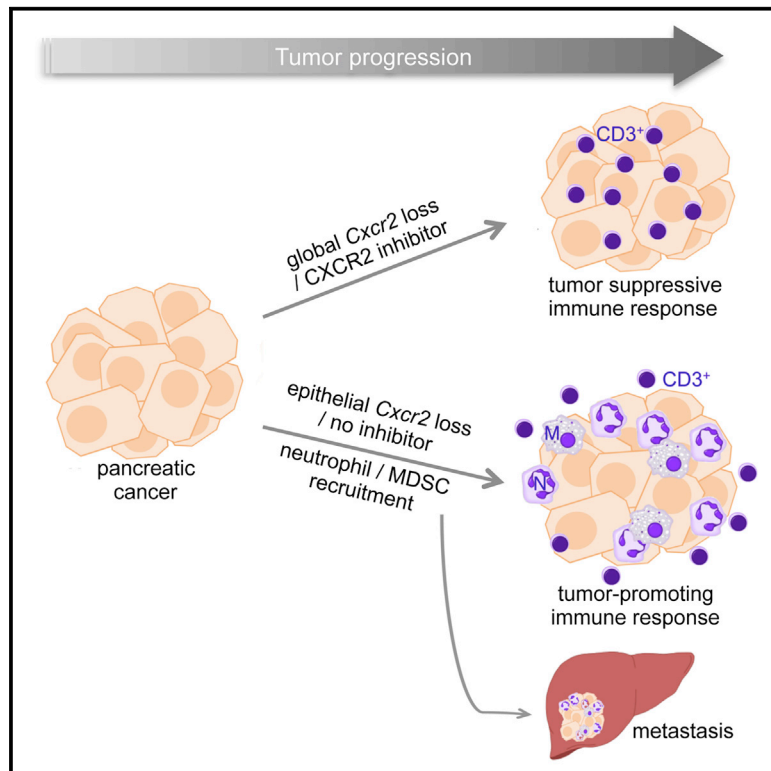 Tumor progression
CD3+
global Cxcr2 loss
/ CXCR2 inhibitor
tumor suppressive
immune response
pancreatic
cancer
epithelial Cxcr2 loss
/ no inhibitor
neutrophil / MDSC
recruitment
CD3+
M
N
tumor-promoting
immune response
metastasis